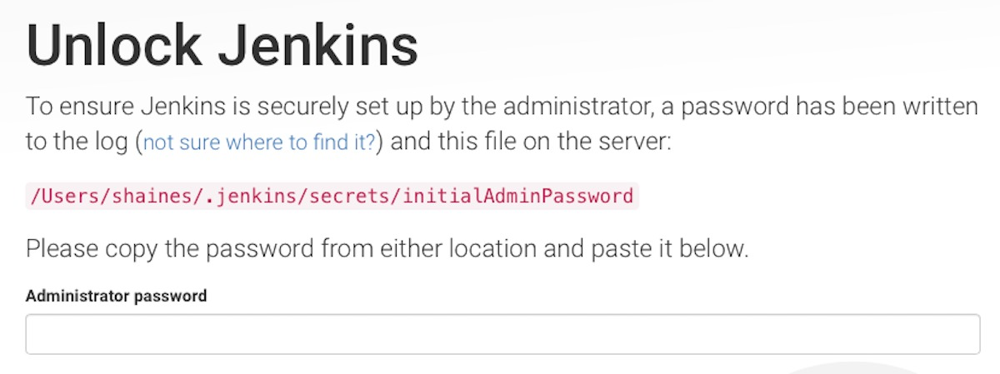 Unlock Jenkins
To ensure Jenkins is securely set up by the administrator, a password has been written
to the log (not sure where to find it?) and this file on the server:
/Users/shaines/.jenkins/secrets/initialAdminPassword
Please copy the password from either location and paste it below.
Administrator password